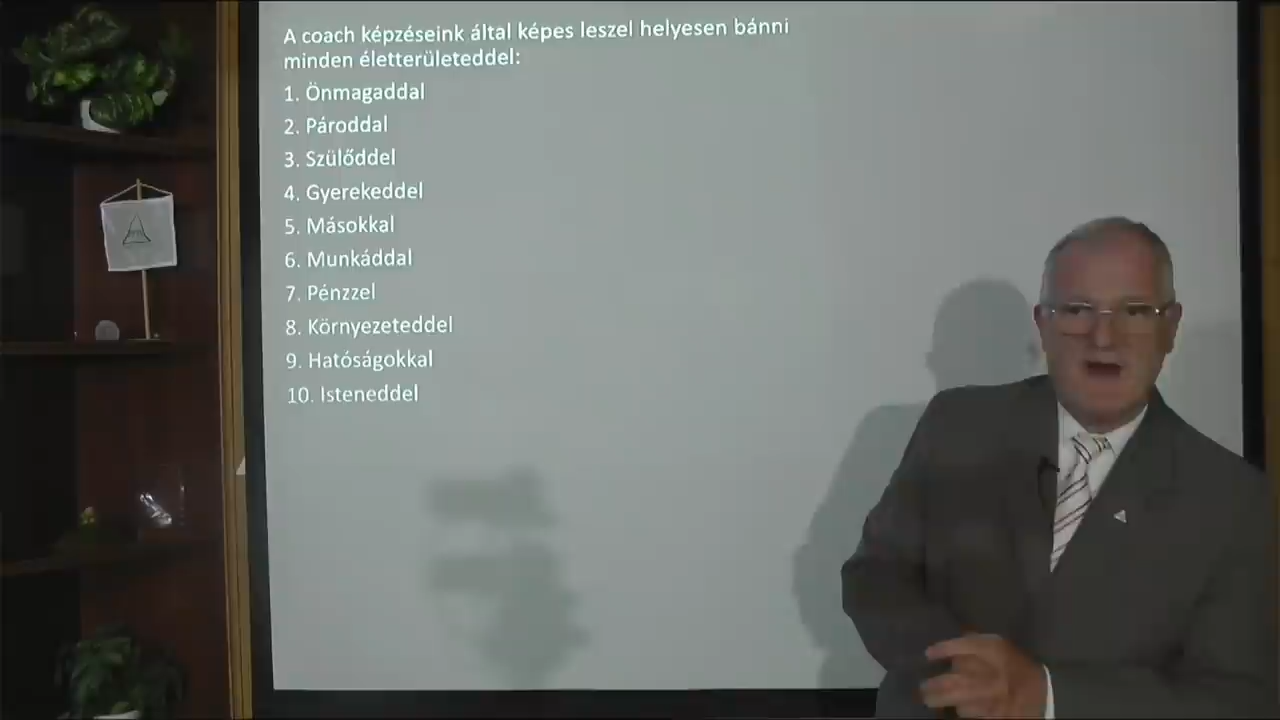 A coach képzéseink által képes leszel helyesen bánni
minden életterületeddel:
1. Önmagaddal
2. Pároddal
3. Szülőddel
4. Gyerekeddel
5. Másokkal
6. Munkáddal
7. Pénzzel
8. Környezeteddel
9. Hatóságokkal
10. Isteneddel